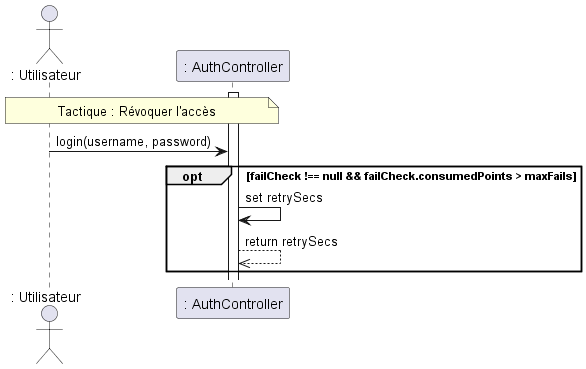 : Utilisateur
: AuthController
Tactique : Révoquer l'accès
login(username, password)
opt
[failCheck !== null && failCheck.consumedPoints > maxFails]
set retrySecs
return retrySecs
: Utilisateur
: AuthController